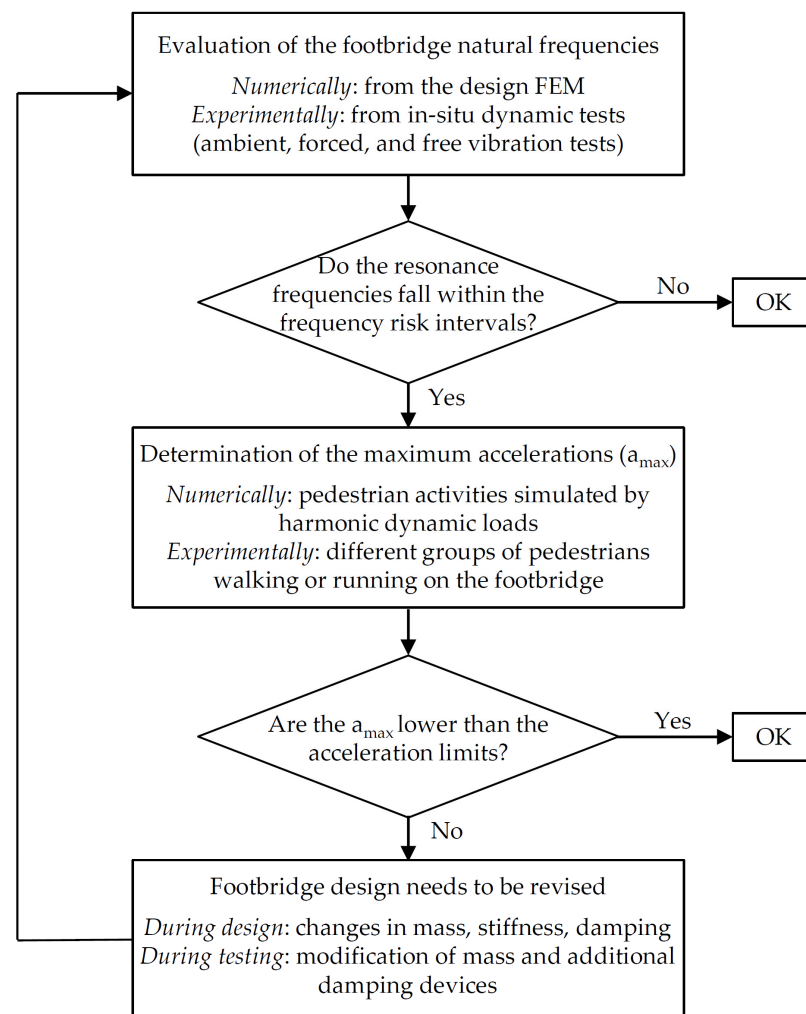 Evaluation of the footbridge natural frequencies
Numerically: from the design FEM
Experimentally: from in-situ dynamic tests
(ambient, forced, and free vibration tests)
Do the resonance
frequencies fall within the
frequency risk intervals?
No
OK
Yes
Determination of the maximum accelerations (amax)
Numerically: pedestrian activities simulated by
harmonic dynamic loads
Experimentally: different groups of pedestrians
walking or running on the footbridge
Are the amax lower than the
acceleration limits?
Yes
OK
No
Footbridge design needs to be revised
During design: changes in mass, stiffness, damping
During testing: modification of mass and additional
damping devices